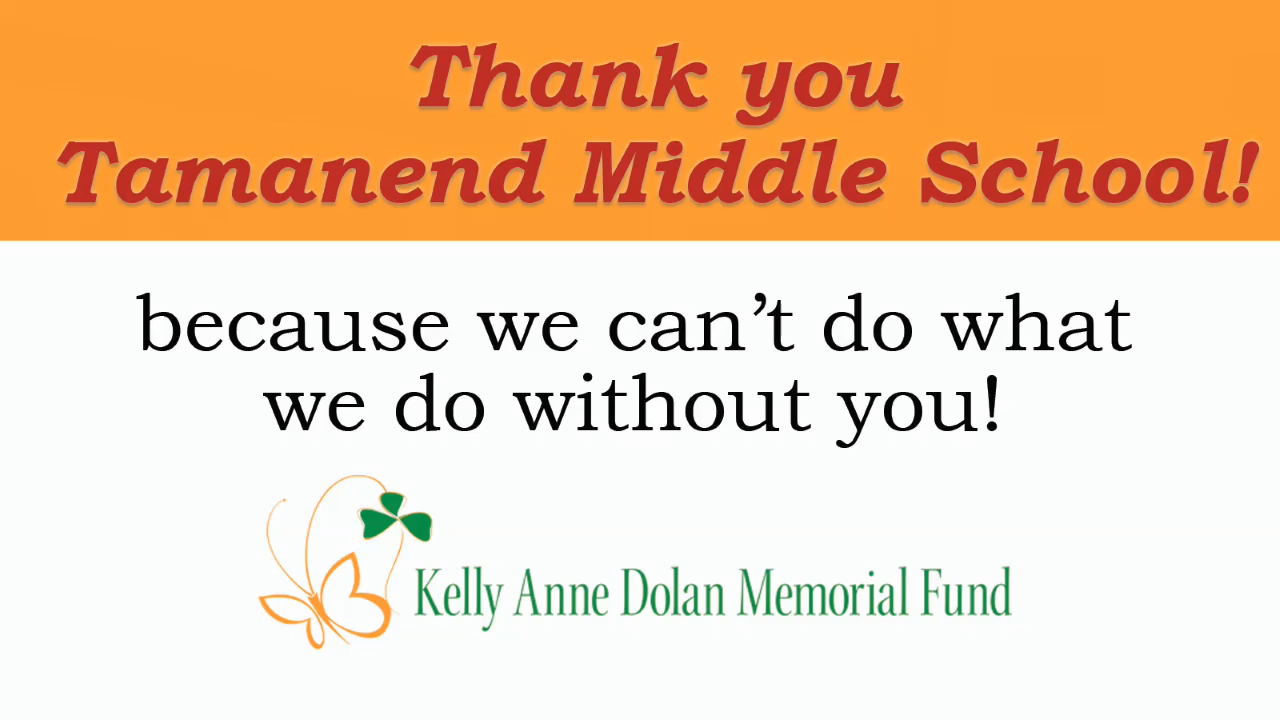 Thank you
Tamanend Middle School!
because we can’t do what
we do without you!
Kelly Anne Dolan Memorial Fund